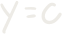 y = c